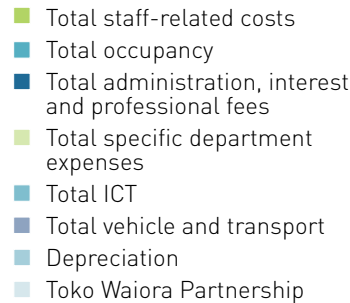 Total staff-related costs
Total occupancy
Total administration, interest
and professional fees
Total specific department
expenses
Total ICT
Total vehicle and transport
Depreciation
Toko Waiora Partnership